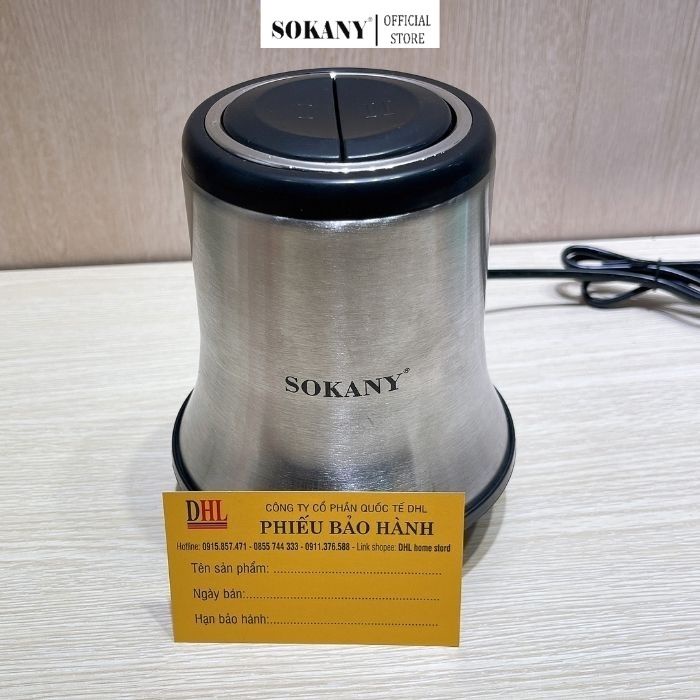 SOKANY® OFFICIAL
STORE
I II
SOKANY®
DHL CÔNG TY CỔ PHẦN QUỐC TẾ DHL
PHIẾU BẢO HÀNH
Hotline: 0915.857.471 - 0855 744 333 - 0911.376.588 - Link shopee: DHL home stord
Tên sản phẩm:
Ngày bán:
Hạn bảo hành: